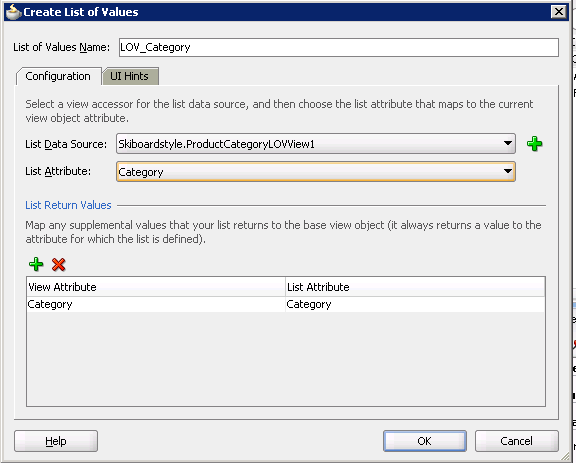 Create List of Values
List of Values Name: LOV_Category
Configuration UI Hints
Select a view accessor for the list data source, and then choose the list attribute that maps to the current
view object attribute.
List Data Source: Skiboardstyle.ProductCategoryLOVView1
List Attribute: Category
List Return Values
Map any supplemental values that your list returns to the base view object (it always returns a value to the
attribute for which the list is defined).
View Attribute List Attribute
Category Category
Help OK Cancel